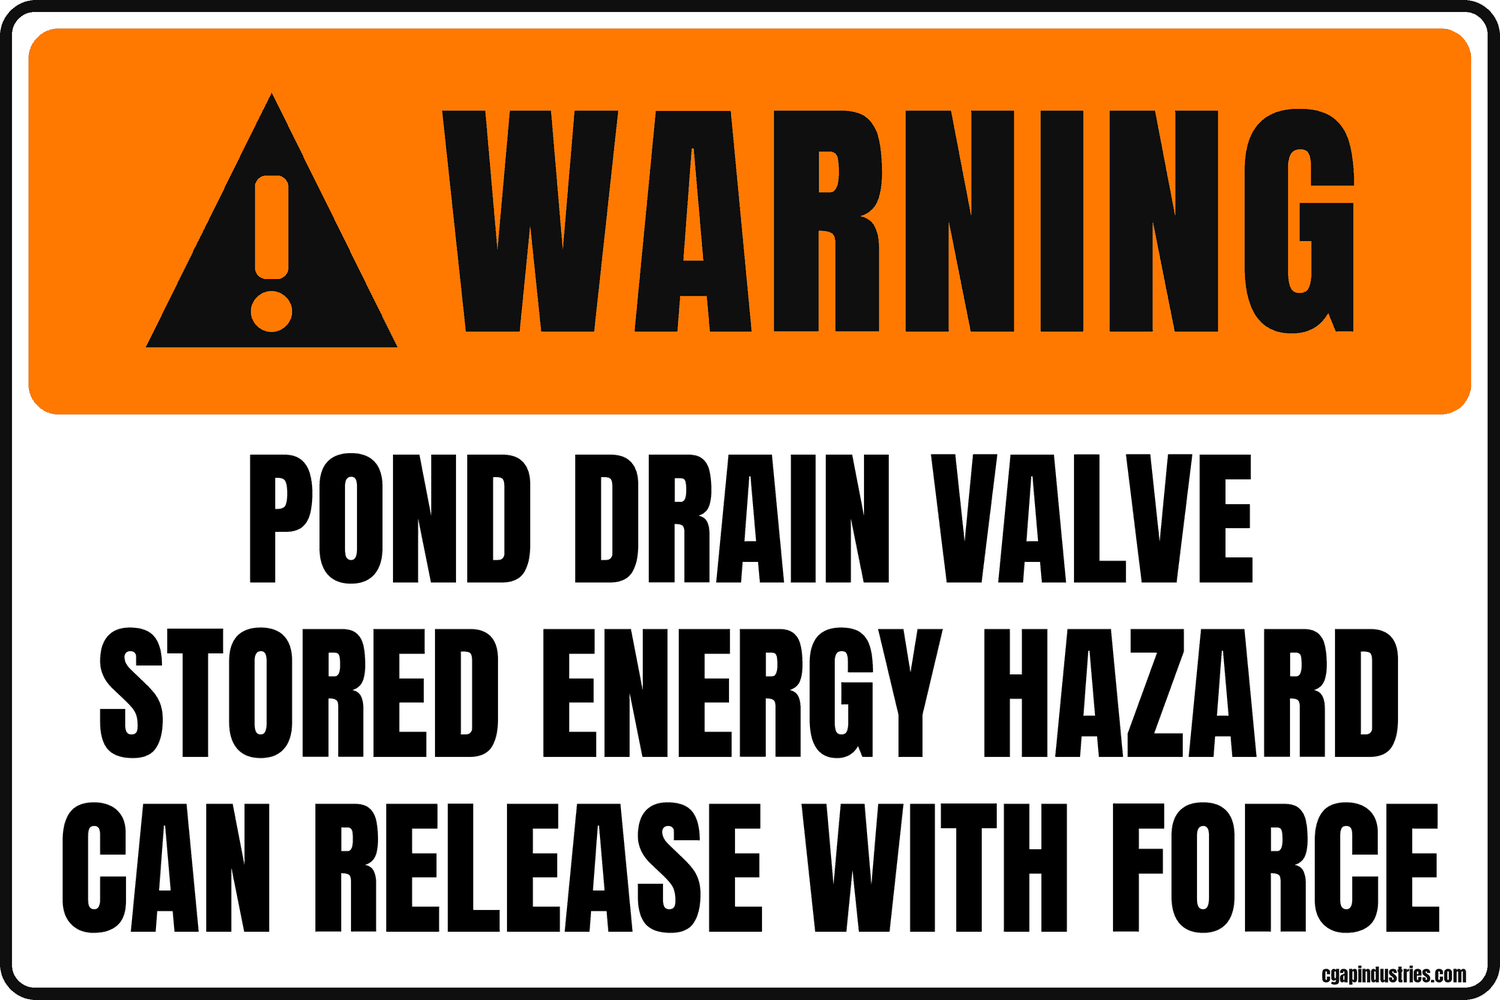 WARNING
POND DRAIN VALVE
STORED ENERGY HAZARD
CAN RELEASE WITH FORCE
cgapindustries.com